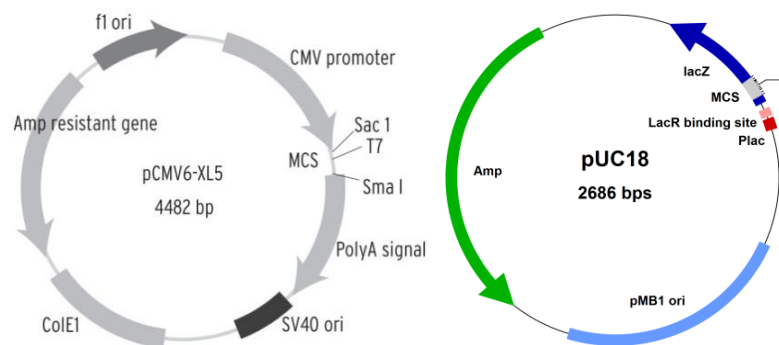 f1 ori
CMV promoter
Amp resistant gene
Sac 1
T7
MCS
Sma I
pCMV6-XL5
4482 bp
PolyA signal
ColE1
SV40 ori
lacZ
MCS
LacR binding site
Plac
pUC18
2686 bps
Amp
pMB1 ori